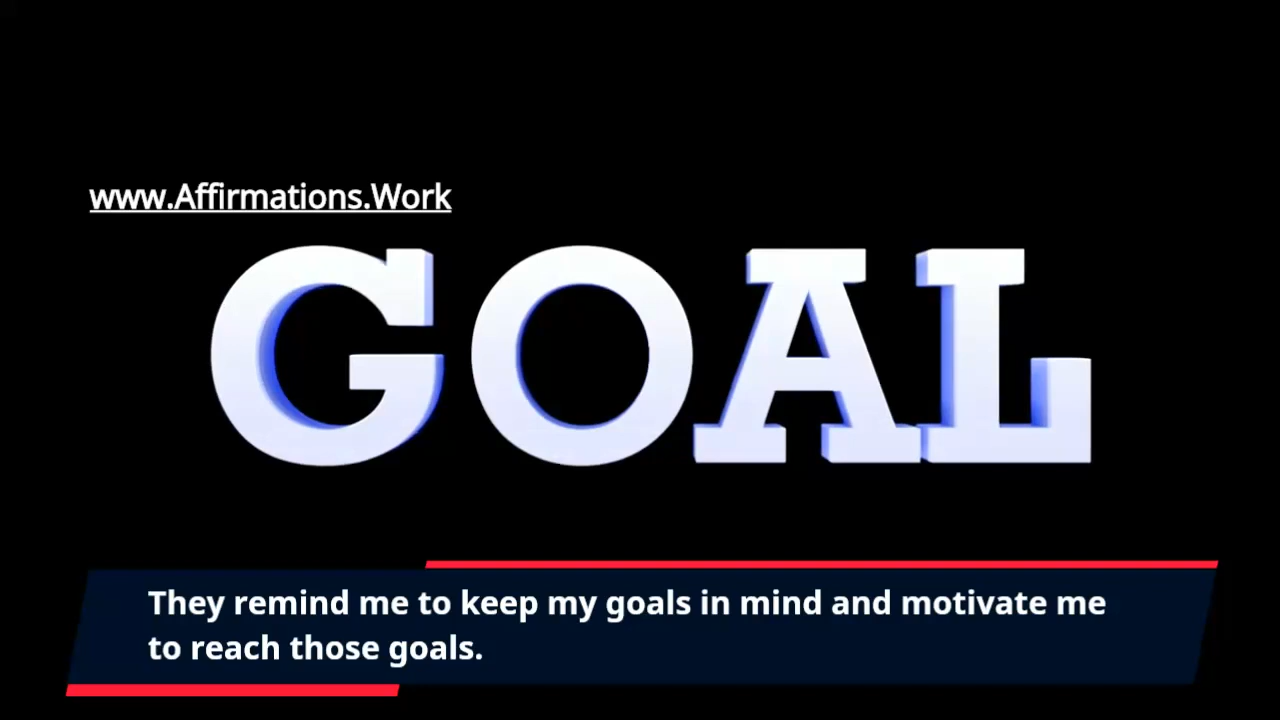 www.Affirmations.Work
GOAL
They remind me to keep my goals in mind and motivate me
to reach those goals.